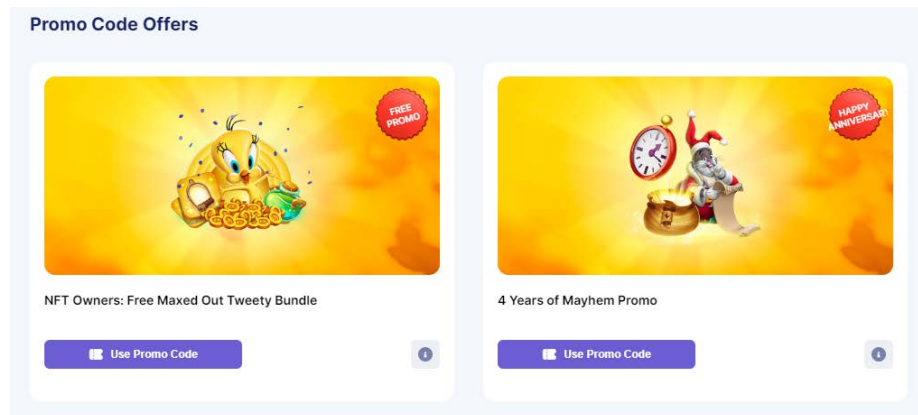 Promo Code Offers
FREE
PROMO
HAPPY
ANNIVERSARY
NFT Owners: Free Maxed Out Tweety Bundle
4 Years of Mayhem Promo
Use Promo Code
Use Promo Code